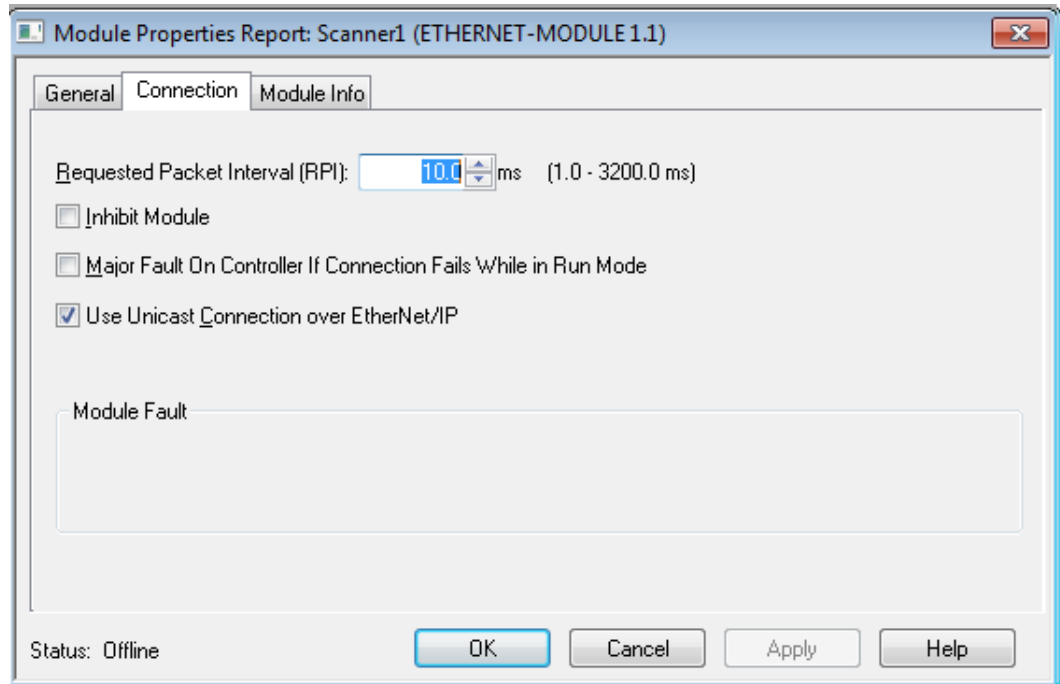 Module Properties Report: Scanner1 (ETHERNET-MODULE 1.1)
General Connection Module Info
Requested Packet Interval (RPI): 10.0 ms (1.0 - 3200.0 ms)
Inhibit Module
Major Fault On Controller If Connection Fails While in Run Mode
Use Unicast Connection over EtherNet/IP
Module Fault
Status: Offline OK Cancel Apply Help